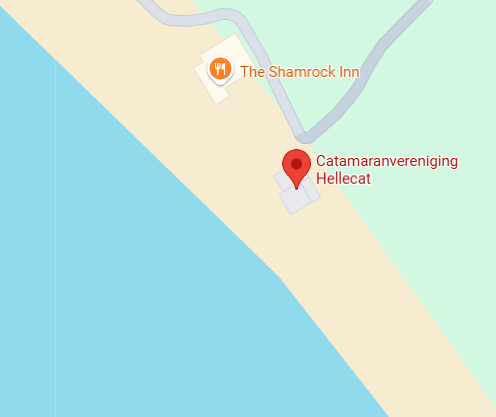 The Shamrock Inn
Catamaranvereniging
Hellecat